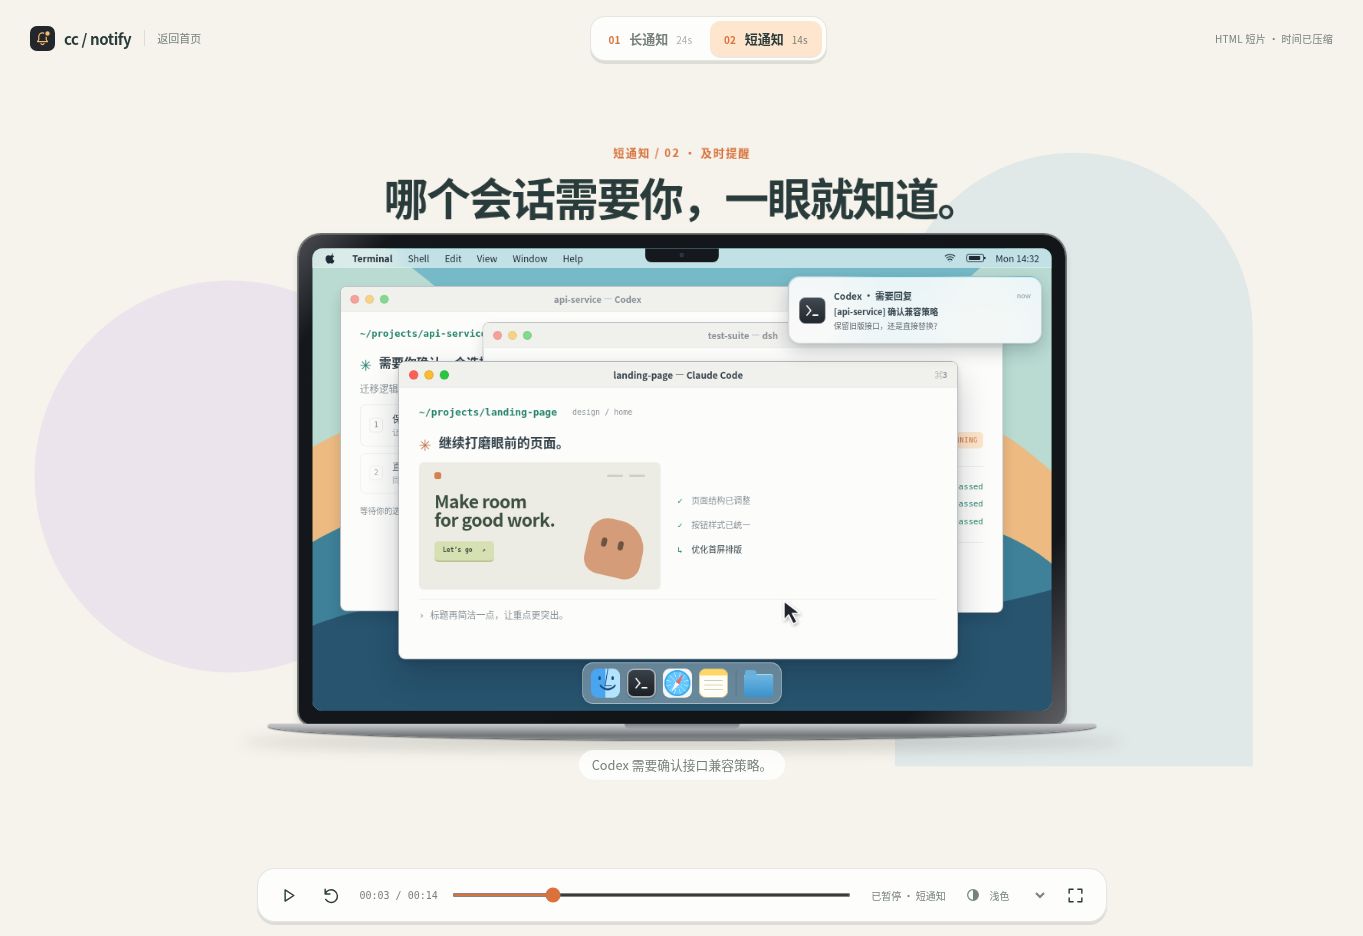 cc / notify
返回首页
01 长通知 24s
02 短通知 14s
HTML 短片 · 时间已压缩
短通知 / 02 · 及时提醒
哪个会话需要你，一眼就知道。
Terminal Shell Edit View Window Help
Mon 14:32
api-service — Codex
Codex · 需要回复
now
[api-service] 确认兼容策略
保留旧版接口，还是直接替换？
~/projects/api-service
test-suite — dsh
迁移逻辑
1
2
等待你的选
assed
assed
assed
landing-page — Claude Code
⌘3
~/projects/landing-page design / home
继续打磨眼前的页面。
Make room
for good work.
Let's go ↗
✓ 页面结构已调整
✓ 按钮样式已统一
↳ 优化首屏排版
› 标题再简洁一点，让重点更突出。
Codex 需要确认接口兼容策略。
00:03 / 00:14
已暂停 · 短通知
浅色